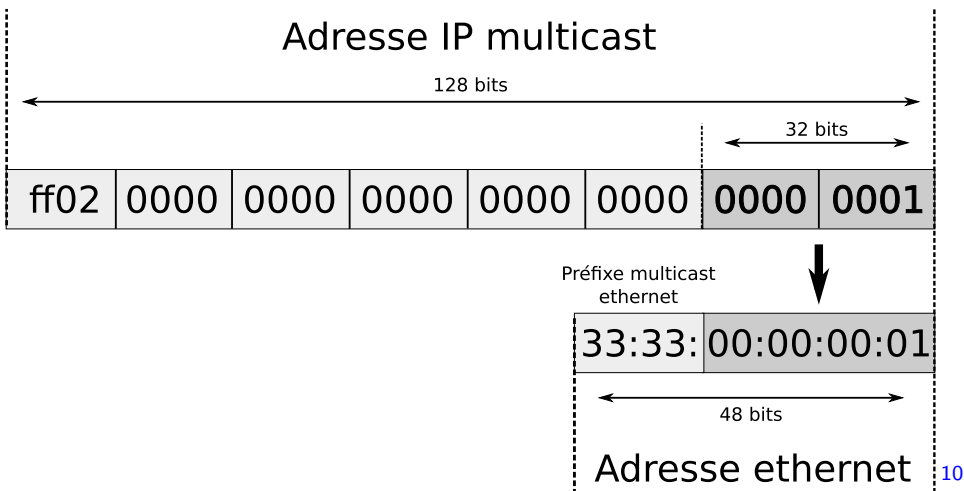 Adresse IP multicast
128 bits
32 bits
ff02 0000 0000 0000 0000 0000 0000 0001
Préfixe multicast
ethernet
33:33: 00:00:00:01
48 bits
Adresse ethernet
10